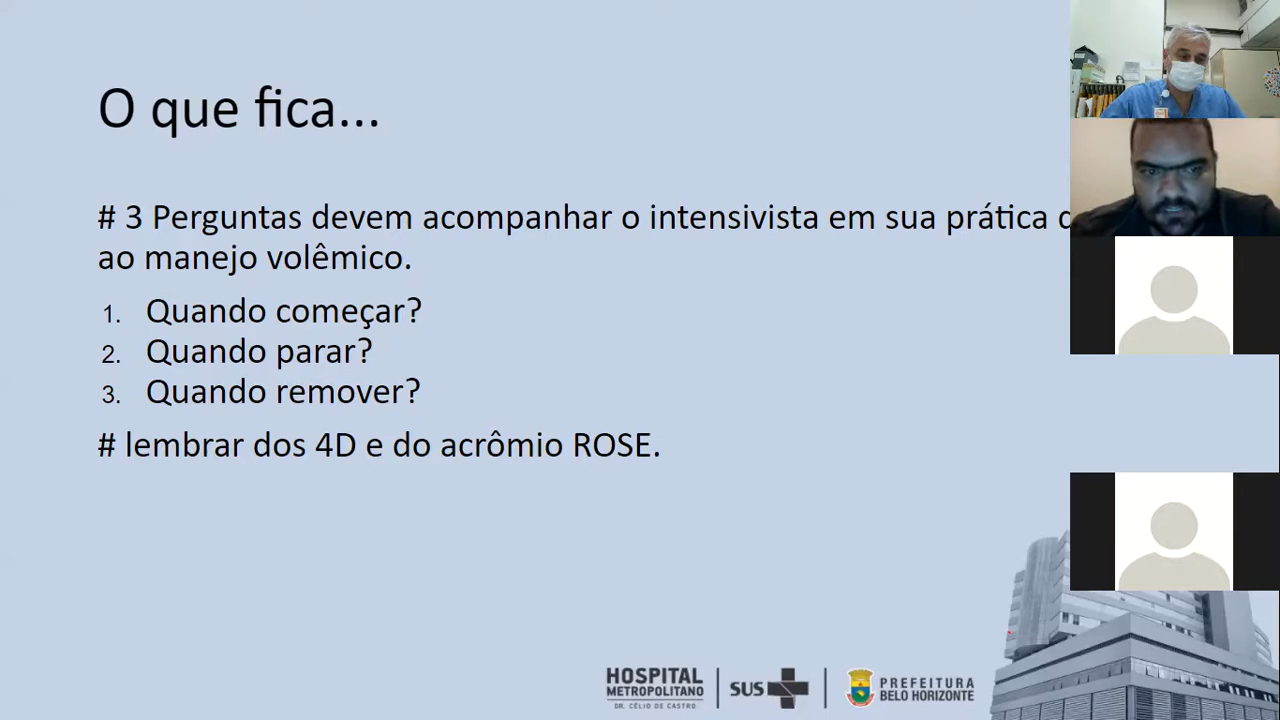 O que fica...
# 3 Perguntas devem acompanhar o intensivista em sua prática
ao manejo volêmico.
1. Quando começar?
2. Quando parar?
3. Quando remover?
# lembrar dos 4D e do acrômio ROSE.
HOSPITAL
METROPOLITANO
DR. CÉLIO DE CASTRO
SUS
PREFEITURA
BELO HORIZONTE